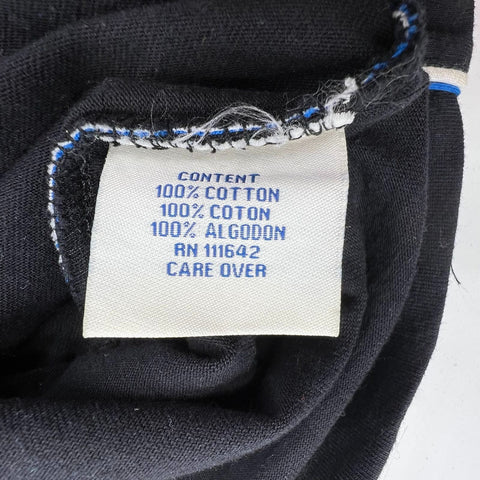 CONTENT
100% COTTON
100% COTON
100% ALGODON
RN 111642
CARE OVER